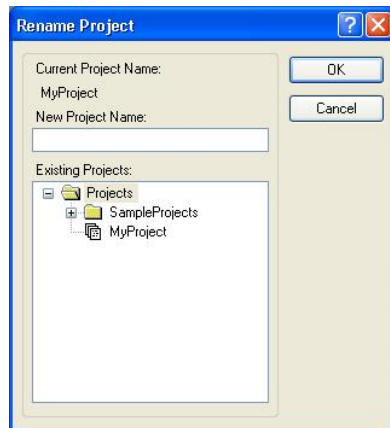 Rename Project
Current Project Name:
MyProject
New Project Name:
Existing Projects:
Projects
SampleProjects
MyProject
OK
Cancel